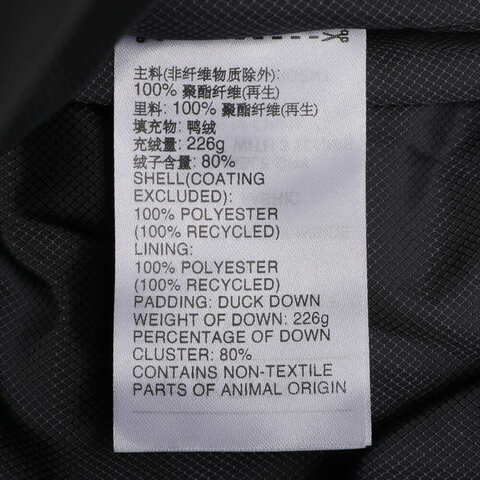 主料(非纤维物质除外):
100% 聚酯纤维(再生)
里料: 100% 聚酯纤维(再生)
填充物: 鸭绒
充绒量: 226g
绒子含量: 80%
SHELL(COATING
EXCLUDED):
100% POLYESTER
(100% RECYCLED)
LINING:
100% POLYESTER
(100% RECYCLED)
PADDING: DUCK DOWN
WEIGHT OF DOWN: 226g
PERCENTAGE OF DOWN
CLUSTER: 80%
CONTAINS NON-TEXTILE
PARTS OF ANIMAL ORIGIN